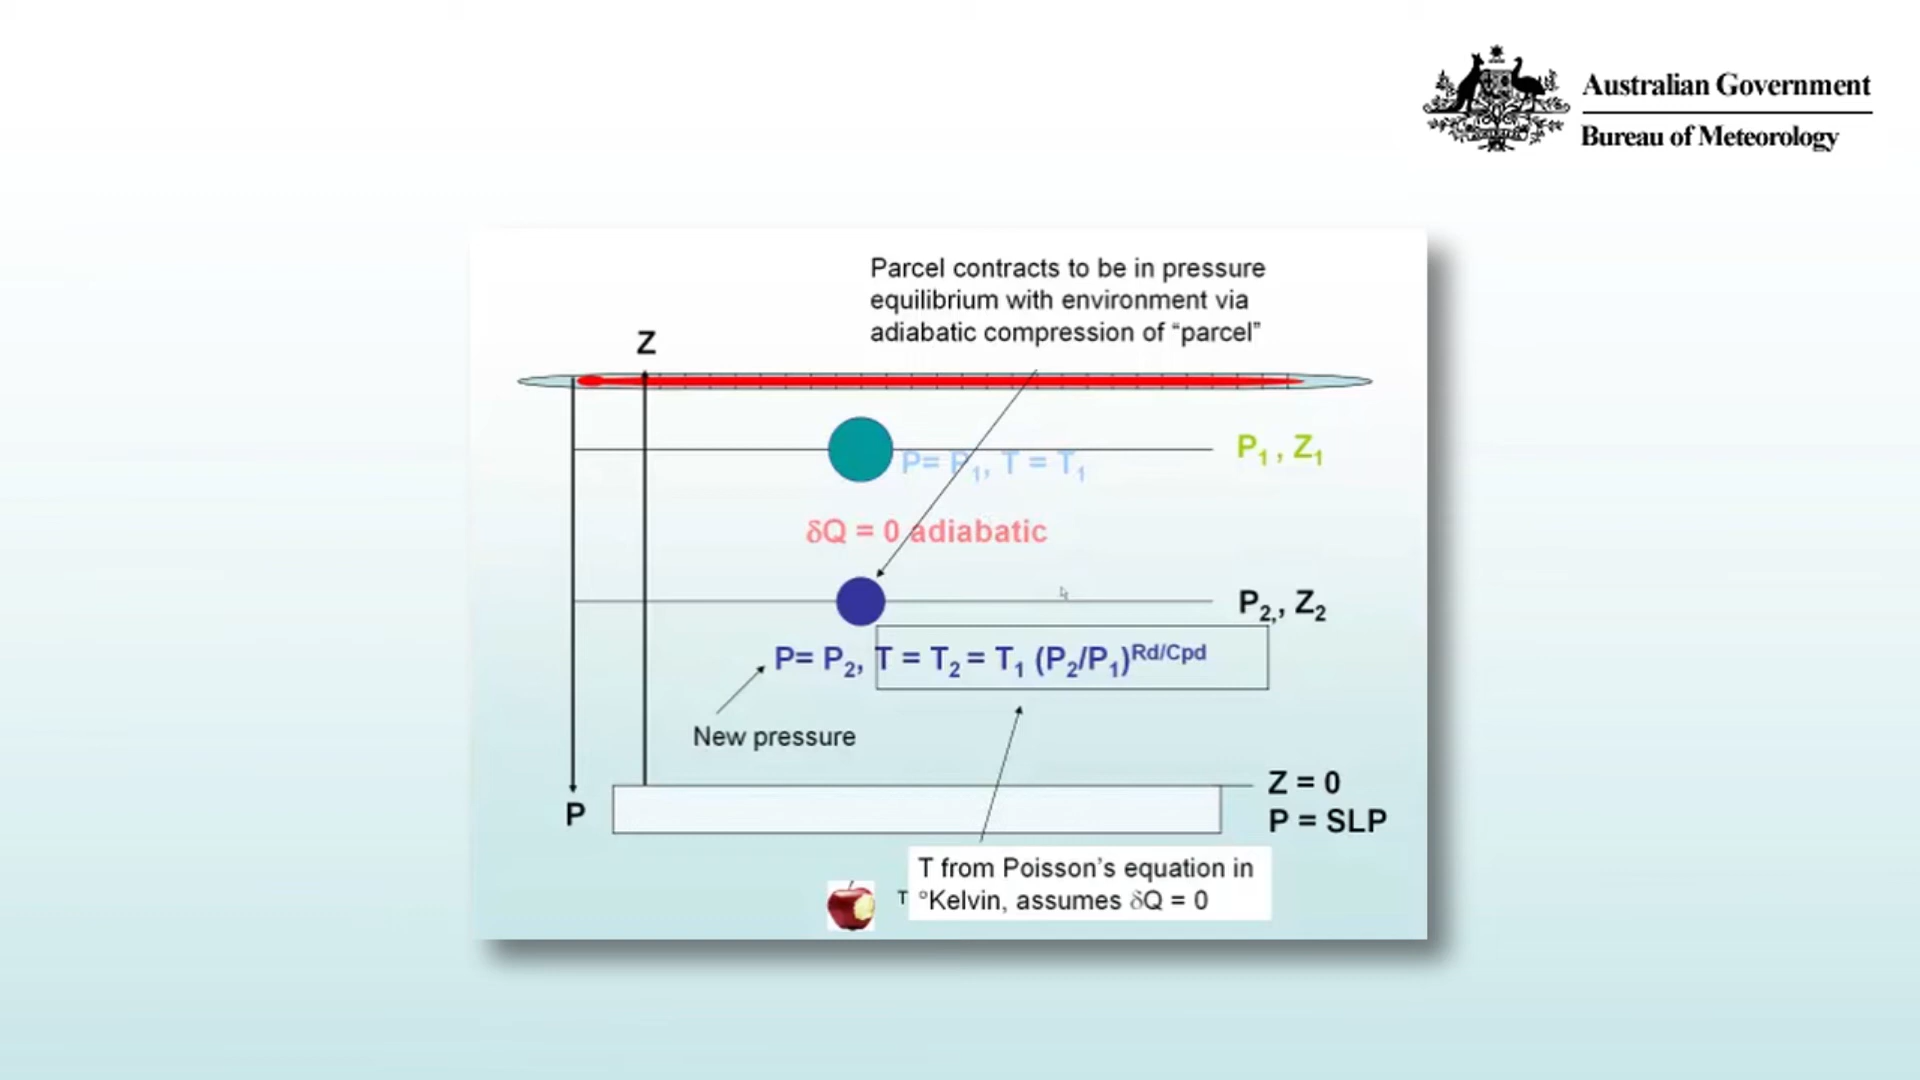 Australian Government
Bureau of Meteorology
Parcel contracts to be in pressure
equilibrium with environment via
adiabatic compression of “parcel”
Z
P₁ , Z₁
P= P₁, T = T₁
δQ = 0 adiabatic
P₂,, Z₂
P= P₂, T = T₂ = T₁ (P₂/P₁)ᴿᵈ/ᶜᵖᵈ
New pressure
Z = 0
P
P = SLP
T from Poisson’s equation in
T °Kelvin, assumes δQ = 0